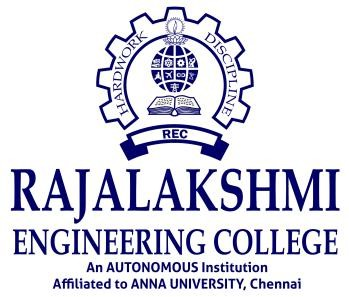 HARDWORK
DISCIPLINE
REC
RAJALAKSHMI
ENGINEERING COLLEGE
An AUTONOMOUS Institution
Affiliated to ANNA UNIVERSITY, Chennai